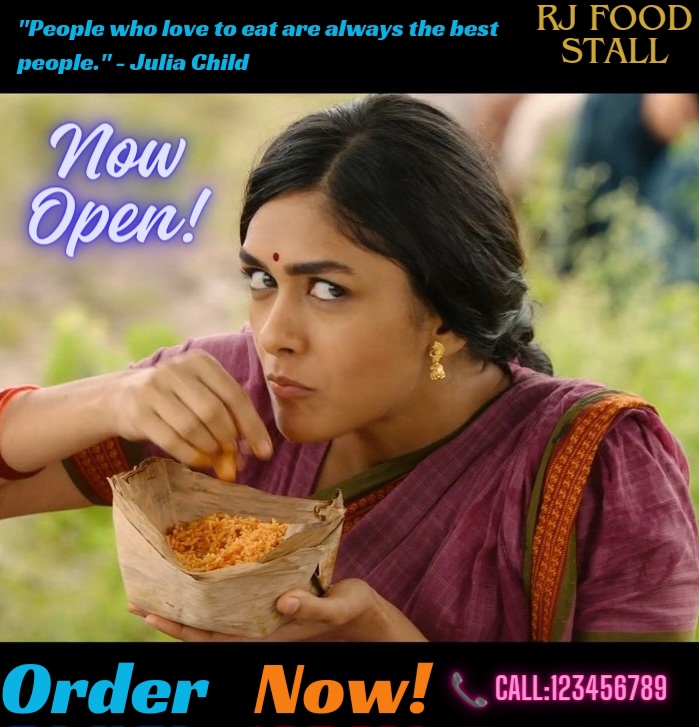 "People who love to eat are always the best
people." - Julia Child
RJ FOOD
STALL
Now
Open!
Order Now!
CALL:123456789